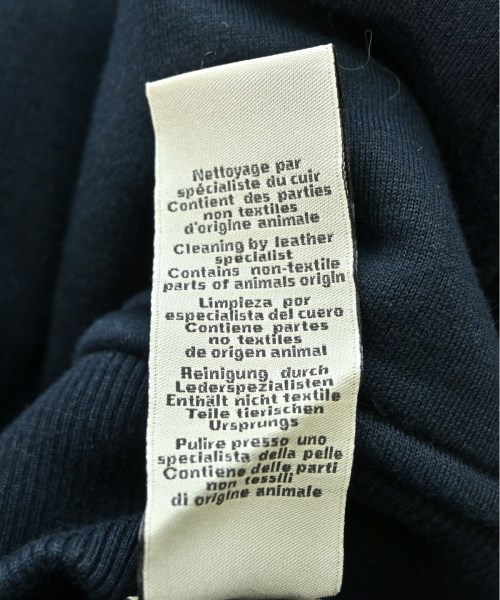 Nettoyage par
spécialiste du cuir
Contient des parties
non textiles
d'origine animale
Cleaning by leather
specialist
Contains non-textile
parts of animals origin
Limpieza por
especialista del cuero
Contiene partes
no textiles
de origen animal
Reinigung durch
Lederspezialisten
Enthält nicht textile
Teile tierischen
Ursprungs
Pulire presso uno
specialista della pelle
Contiene delle parti
non tessili
di origine animale